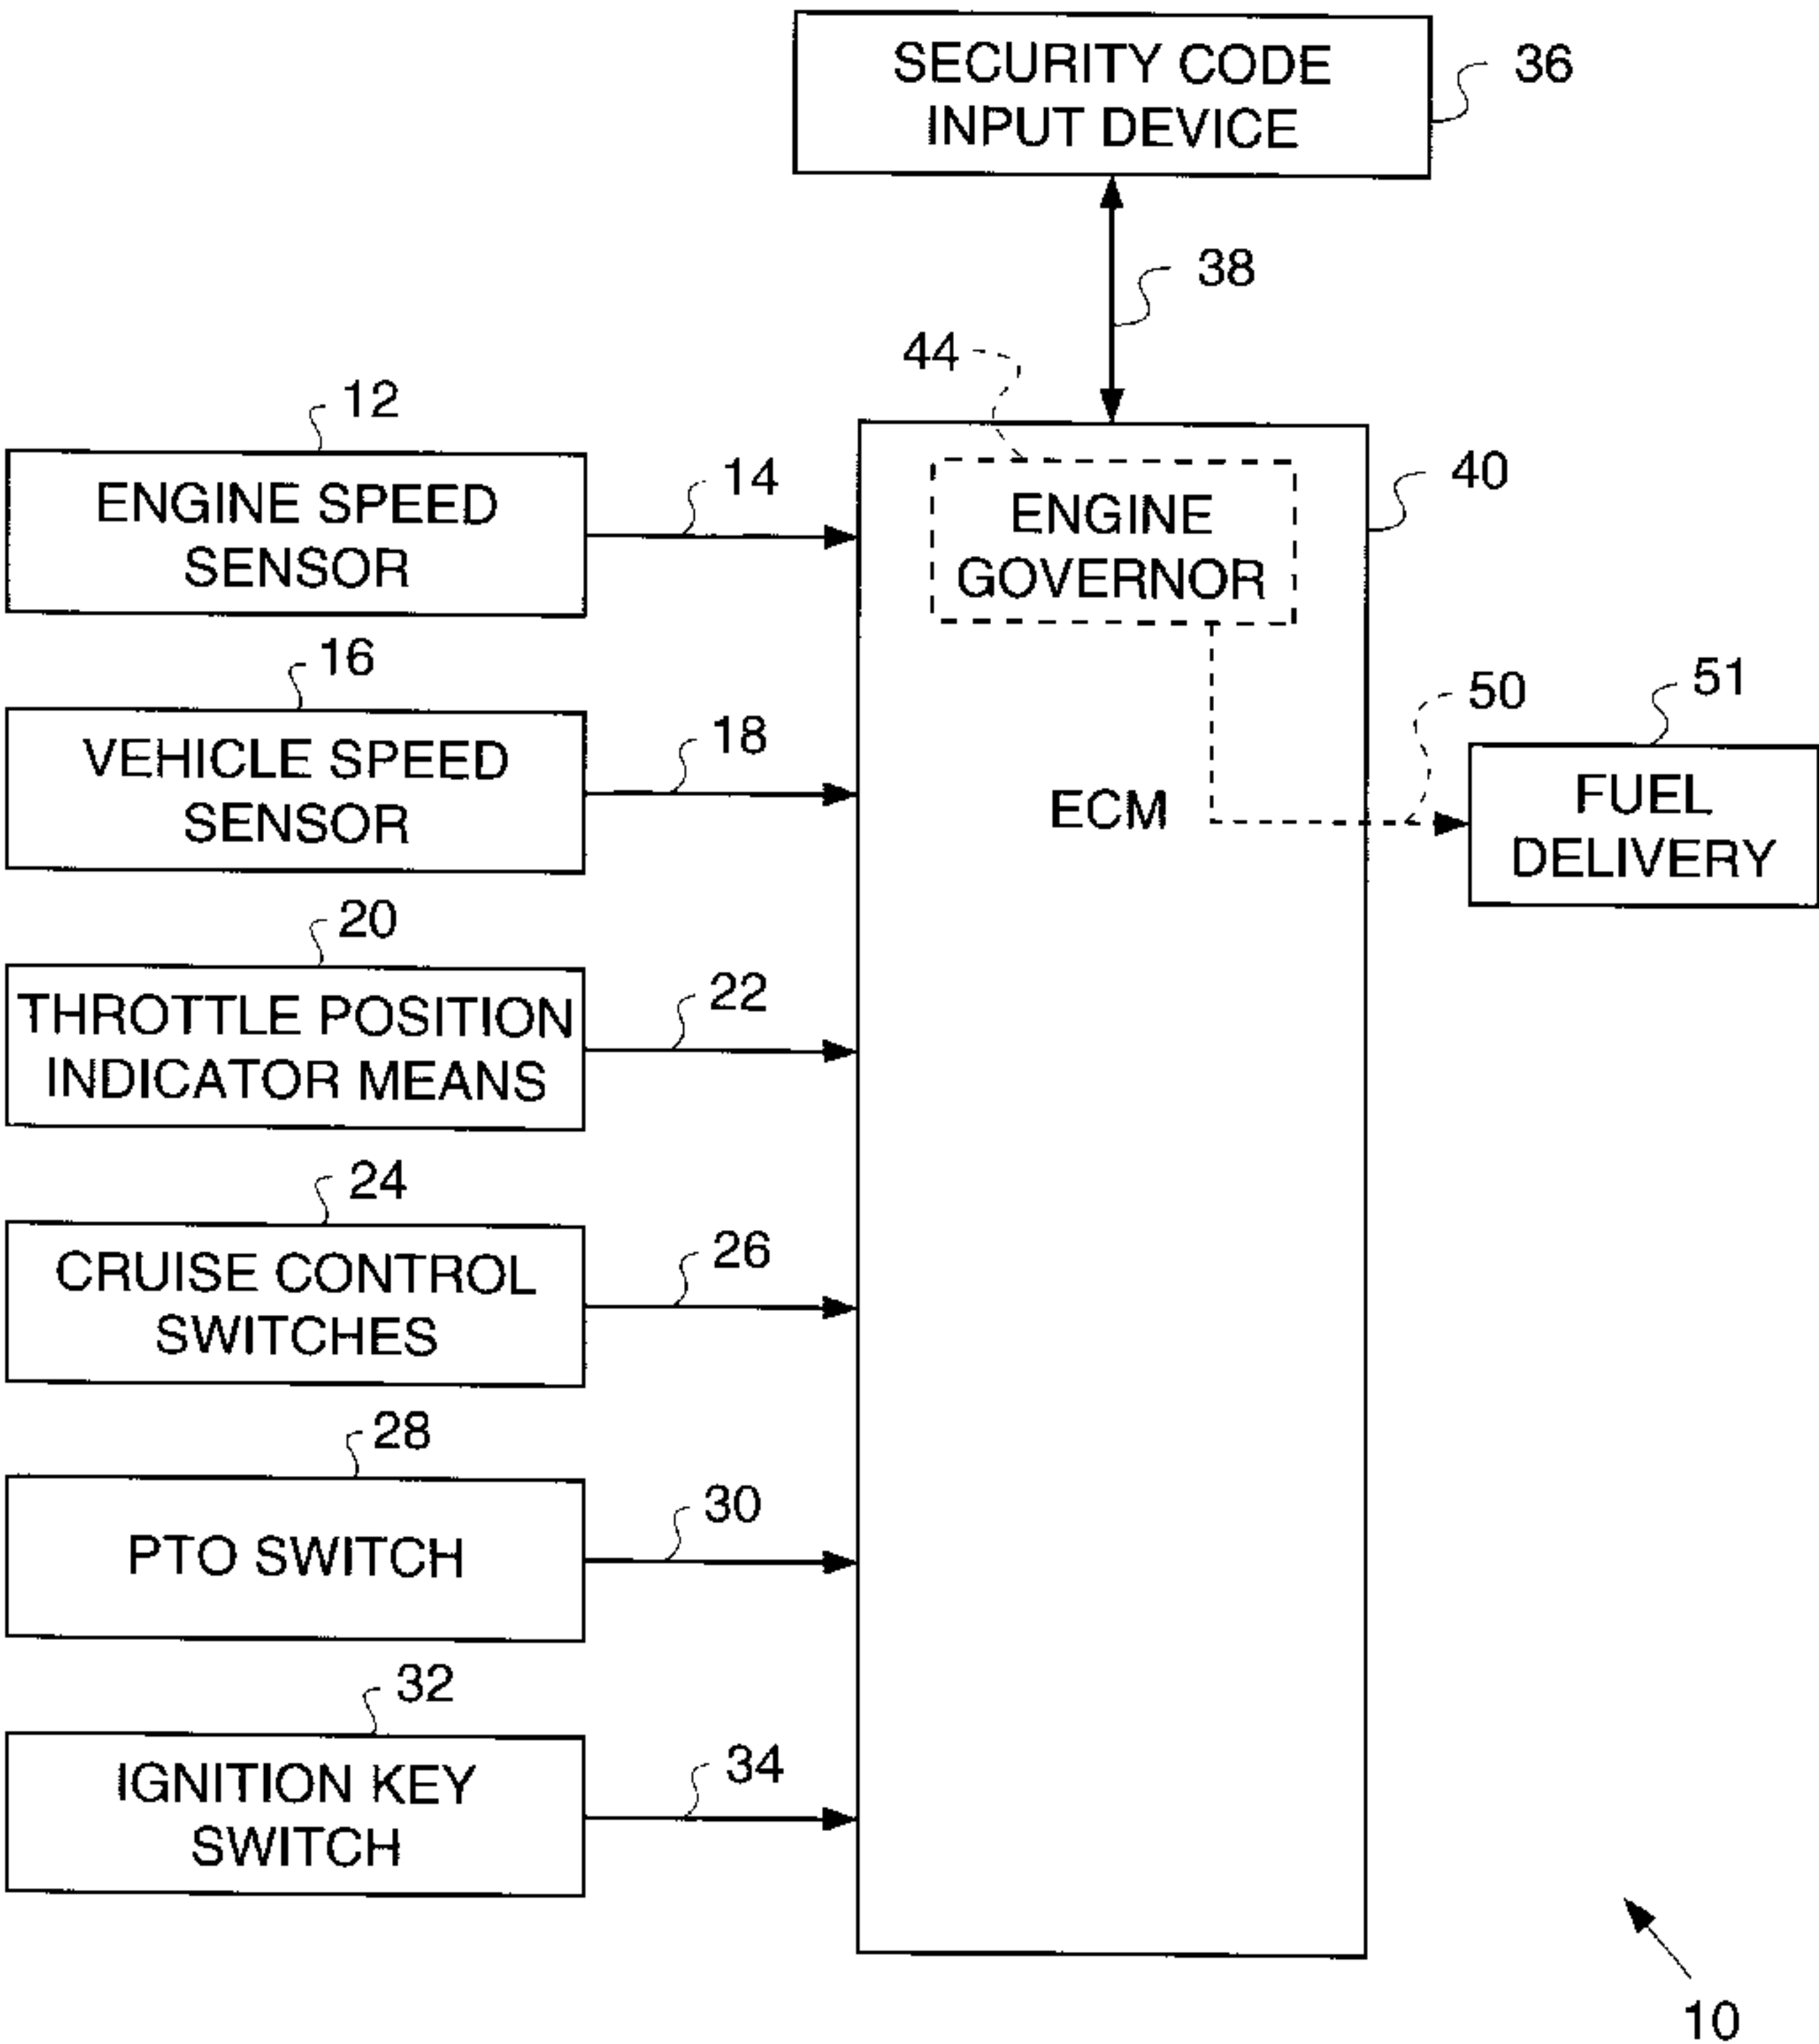 SECURITY CODE
INPUT DEVICE
36
38
44
12
ENGINE SPEED
SENSOR
14
ENGINE
GOVERNOR
40
16
VEHICLE SPEED
SENSOR
18
ECM
50
51
FUEL
DELIVERY
20
THROTTLE POSITION
INDICATOR MEANS
22
24
CRUISE CONTROL
SWITCHES
26
28
PTO SWITCH
30
32
IGNITION KEY
SWITCH
34
10